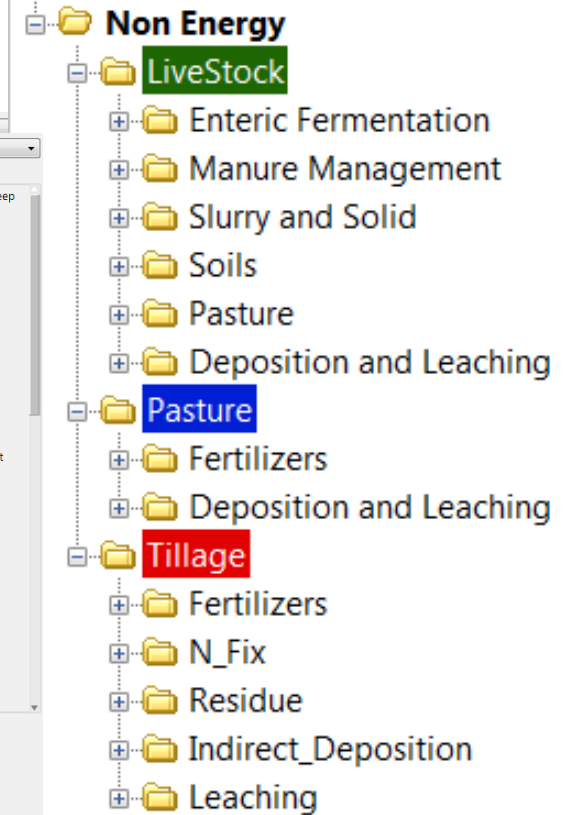 Non Energy
LiveStock
Enteric Fermentation
Manure Management
Slurry and Solid
Soils
Pasture
Deposition and Leaching
Pasture
Fertilizers
Deposition and Leaching
Tillage
Fertilizers
N_Fix
Residue
Indirect_Deposition
Leaching